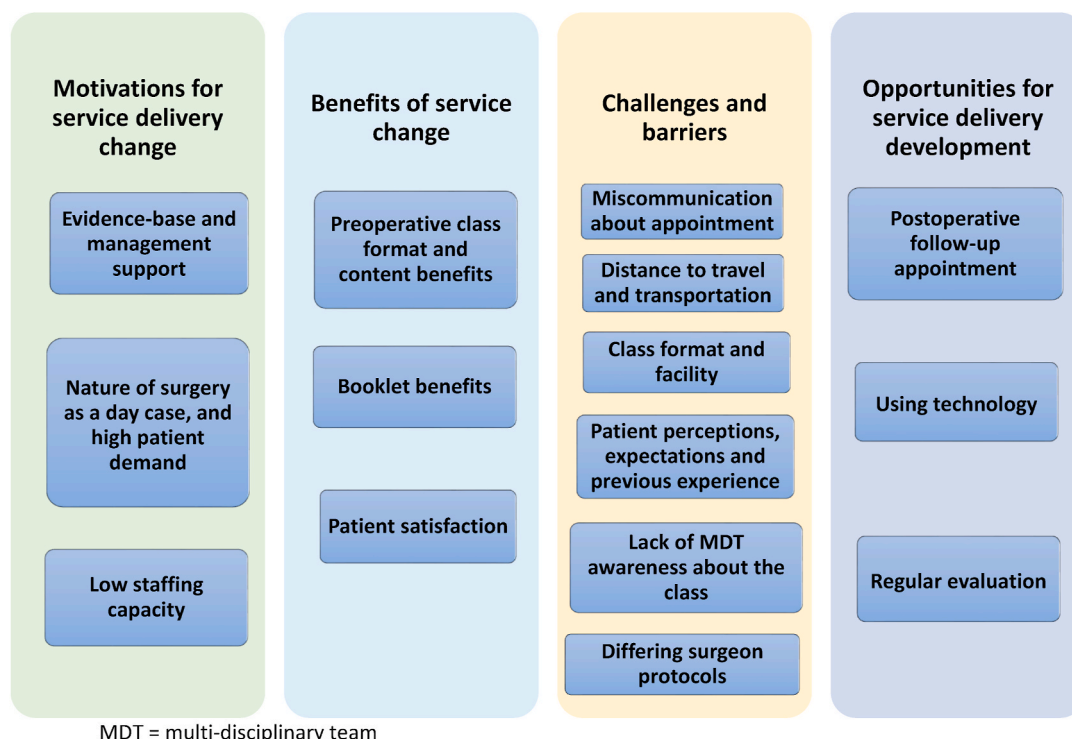 Motivations for
service delivery
change
Evidence-base and
management
support
Nature of surgery
as a day case, and
high patient
demand
Low staffing
capacity
Benefits of service
change
Preoperative class
format and
content benefits
Booklet benefits
Patient satisfaction
Challenges and
barriers
Miscommunication
about appointment
Distance to travel
and transportation
Class format and
facility
Patient perceptions,
expectations and
previous experience
Lack of MDT
awareness about the
class
Differing surgeon
protocols
Opportunities for
service delivery
development
Postoperative
follow-up
appointment
Using technology
Regular evaluation
MDT = multi-disciplinary team